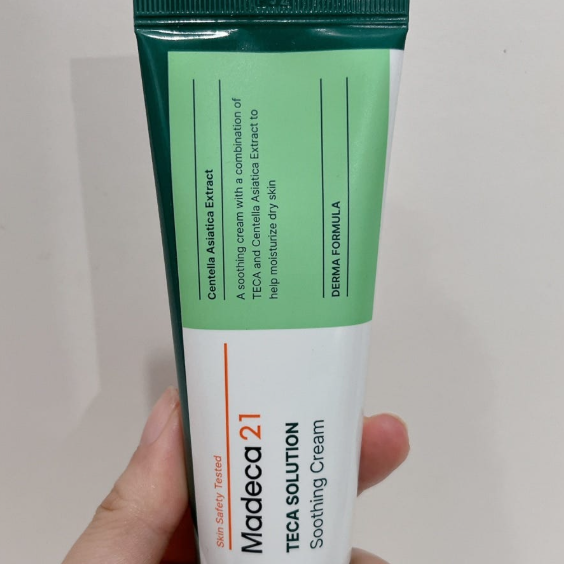 Centella Asiatica Extract
A soothing cream with a combination of
TECA and Centella Asiatica Extract to
help moisturize dry skin
DERMA FORMULA
Skin Safety Tested
Madeca 21
TECA SOLUTION
Soothing Cream